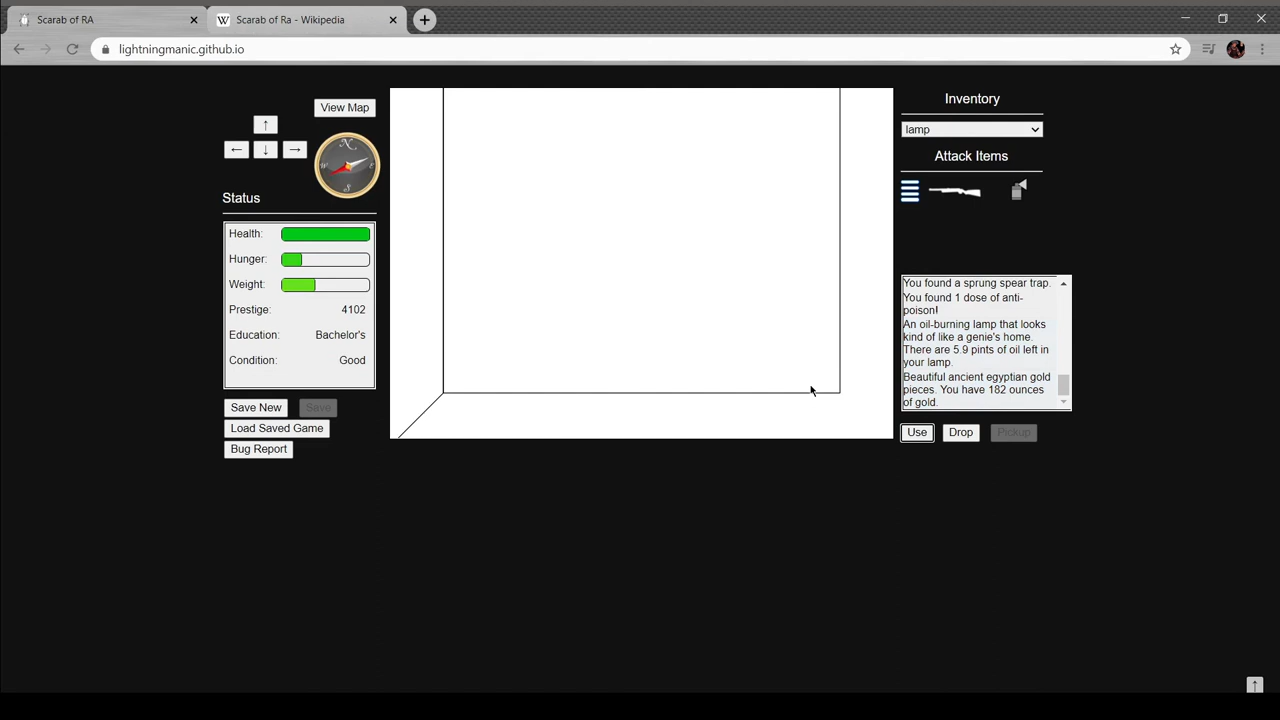 Scarab of RA
Scarab of Ra - Wikipedia
lightningmanic.github.io
View Map
N
W
S
Status
Health:
Hunger:
Weight:
Prestige: 4102
Education: Bachelor's
Condition: Good
Save New Save
Load Saved Game
Bug Report
Inventory
lamp
Attack Items
You found a sprung spear trap.
You found 1 dose of anti-
poison!
An oil-burning lamp that looks
kind of like a genie's home.
There are 5.9 pints of oil left in
your lamp.
Beautiful ancient egyptian gold
pieces. You have 182 ounces
of gold.
Use Drop Pickup